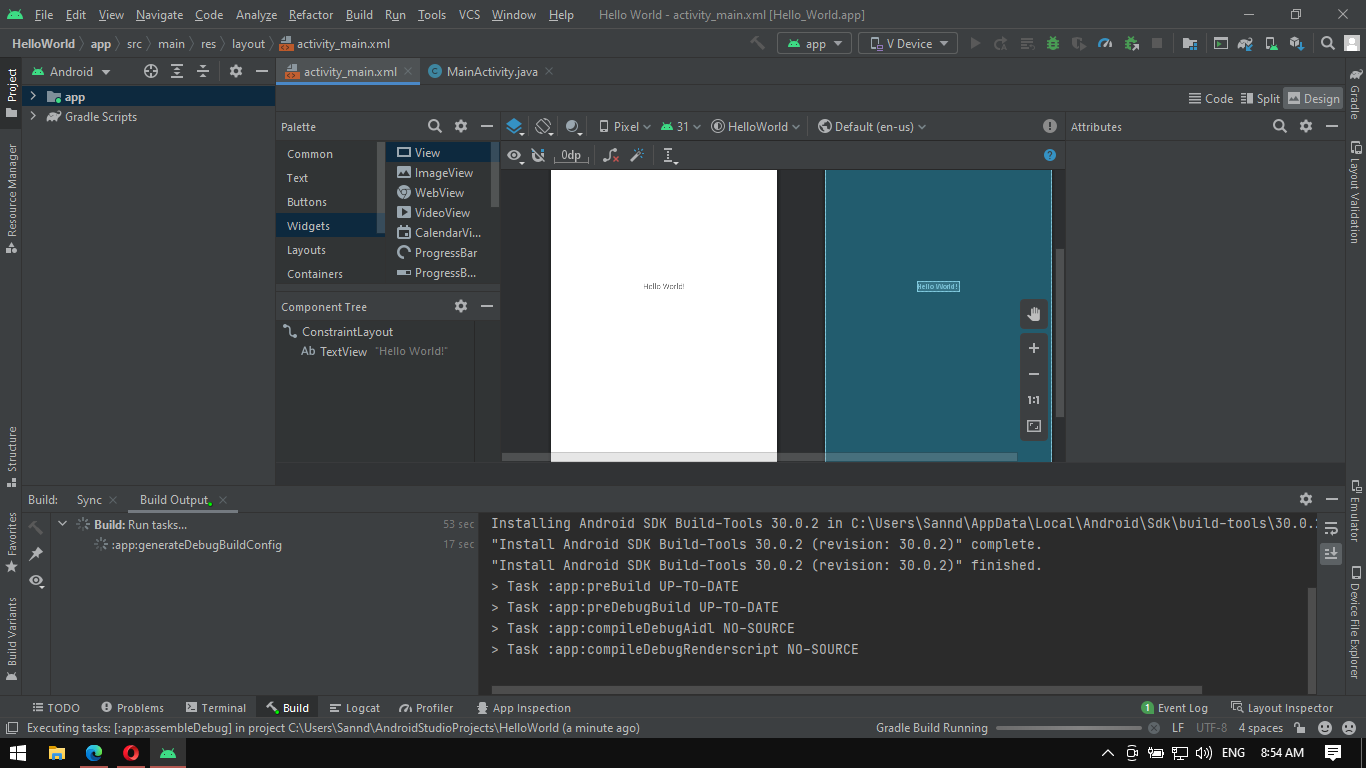 File Edit View Navigate Code Analyze Refactor Build Run Tools VCS Window Help Hello World - activity_main.xml [Hello_World.app]
HelloWorld app src main res layout activity_main.xml app V Device
Project
Resource Manager
Structure
Favorites
Build Variants
Android
app
Gradle Scripts
activity_main.xml MainActivity.java
Code Split Design
Palette
Common
Text
Buttons
Widgets
Layouts
Containers
View
ImageView
WebView
VideoView
CalendarVi...
ProgressBar
ProgressB...
Component Tree
ConstraintLayout
Ab TextView "Hello World!"
Pixel 31 HelloWorld Default (en-us)
0dp
Hello World!
Hello World!
1:1
Attributes
Gradle
Layout Validation
Emulator
Device File Explorer
Build: Sync Build Output
Build: Run tasks... 53 sec
:app:generateDebugBuildConfig 17 sec
Installing Android SDK Build-Tools 30.0.2 in C:\Users\Sannd\AppData\Local\Android\Sdk\build-tools\30.0.2
"Install Android SDK Build-Tools 30.0.2 (revision: 30.0.2)" complete.
"Install Android SDK Build-Tools 30.0.2 (revision: 30.0.2)" finished.
> Task :app:preBuild UP-TO-DATE
> Task :app:preDebugBuild UP-TO-DATE
> Task :app:compileDebugAidl NO-SOURCE
> Task :app:compileDebugRenderscript NO-SOURCE
TODO Problems Terminal Build Logcat Profiler App Inspection 1 Event Log Layout Inspector
Executing tasks: [:app:assembleDebug] in project C:\Users\Sannd\AndroidStudioProjects\HelloWorld (a minute ago) Gradle Build Running LF UTF-8 4 spaces
ENG 8:54 AM